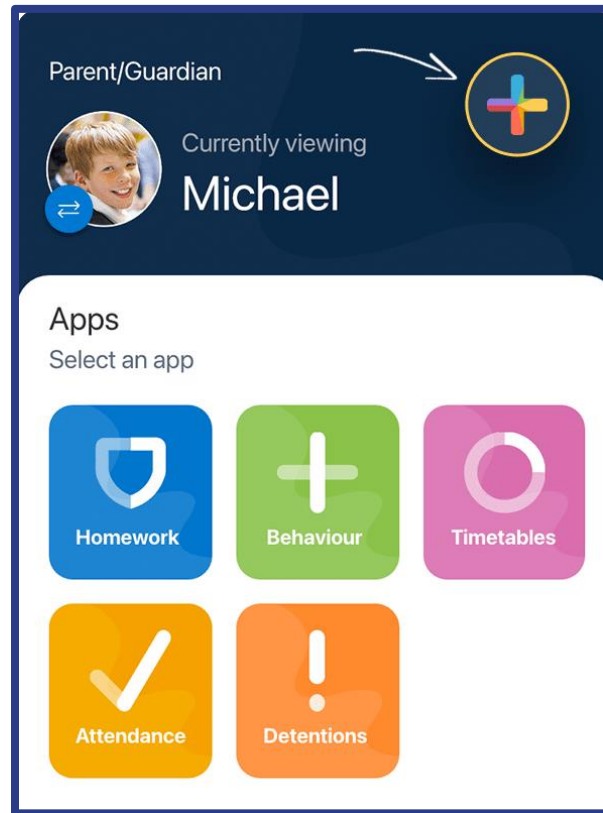 Parent/Guardian
Currently viewing
Michael
Apps
Select an app
Homework
Behaviour
Timetables
Attendance
Detentions